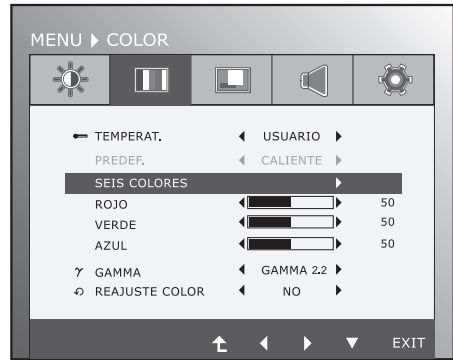 MENU ▶ COLOR
TEMPERAT. ◀ USUARIO ▶
PREDEF. ◀ CALIENTE ▶
SEIS COLORES ▶
ROJO ◀ ▶ 50
VERDE ◀ ▶ 50
AZUL ◀ ▶ 50
γ GAMMA ◀ GAMMA 2.2 ▶
REAJUSTE COLOR ◀ NO ▶
EXIT